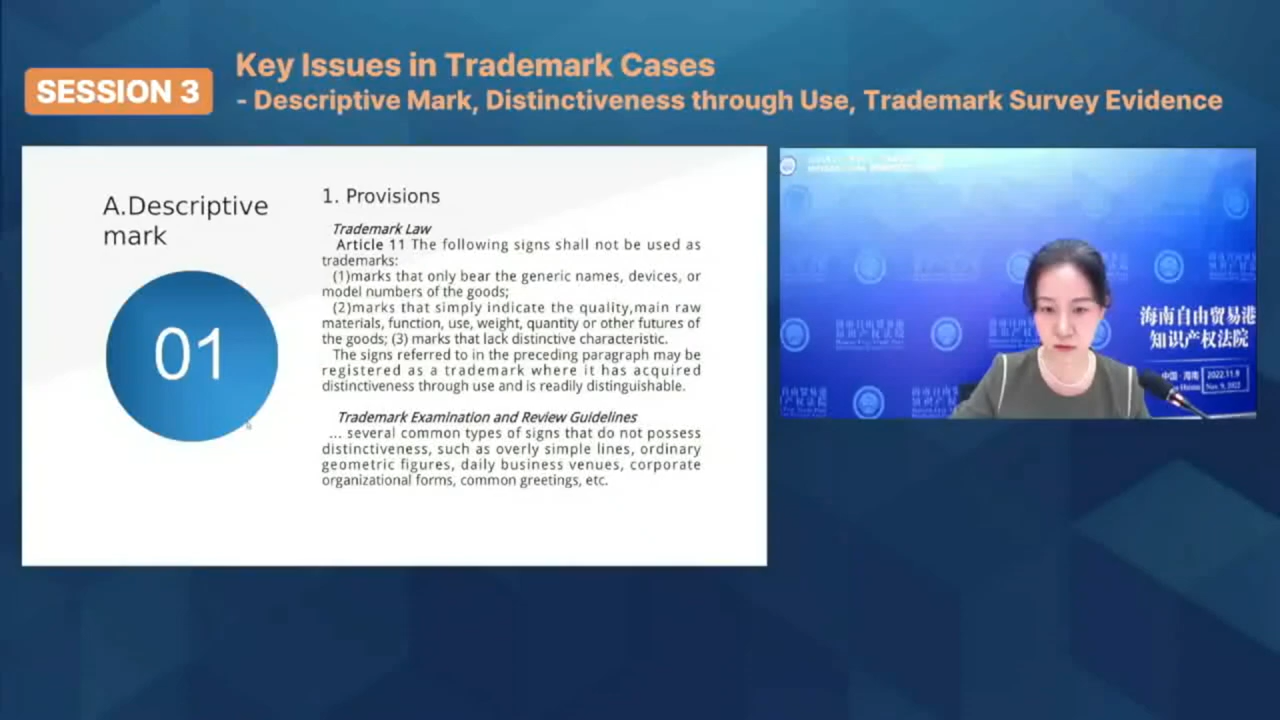 SESSION 3
Key Issues in Trademark Cases
- Descriptive Mark, Distinctiveness through Use, Trademark Survey Evidence
A.Descriptive
mark
01
1. Provisions
Trademark Law
Article 11 The following signs shall not be used as
trademarks:
(1)marks that only bear the generic names, devices, or
model numbers of the goods;
(2)marks that simply indicate the quality,main raw
materials, function, use, weight, quantity or other futures of
the goods; (3) marks that lack distinctive characteristic.
The signs referred to in the preceding paragraph may be
registered as a trademark where it has acquired
distinctiveness through use and is readily distinguishable.
Trademark Examination and Review Guidelines
... several common types of signs that do not possess
distinctiveness, such as overly simple lines, ordinary
geometric figures, daily business venues, corporate
organizational forms, common greetings, etc.
海南自由贸易港
知识产权法院
中国·海南
2022.11.9
Nov. 9, 2022